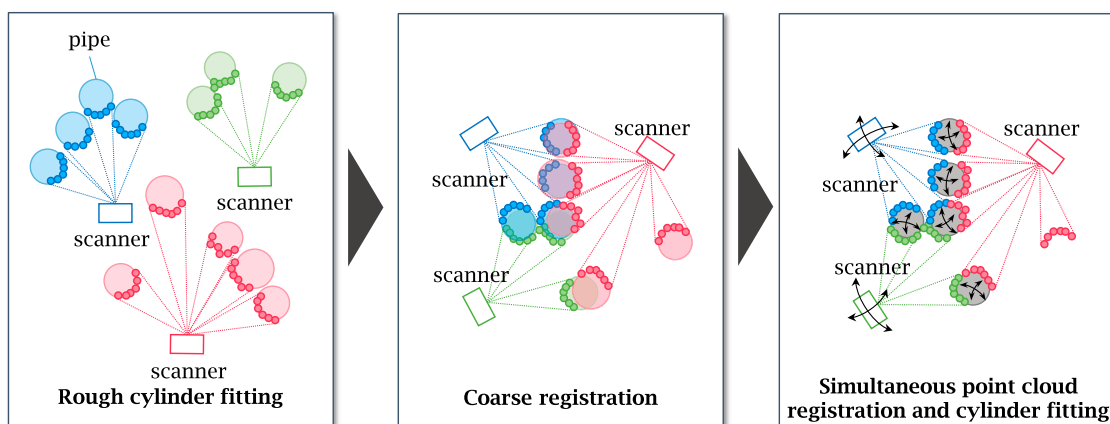 pipe
scanner
scanner
scanner
Rough cylinder fitting
scanner
scanner
scanner
Coarse registration
scanner
scanner
scanner
Simultaneous point cloud
registration and cylinder fitting